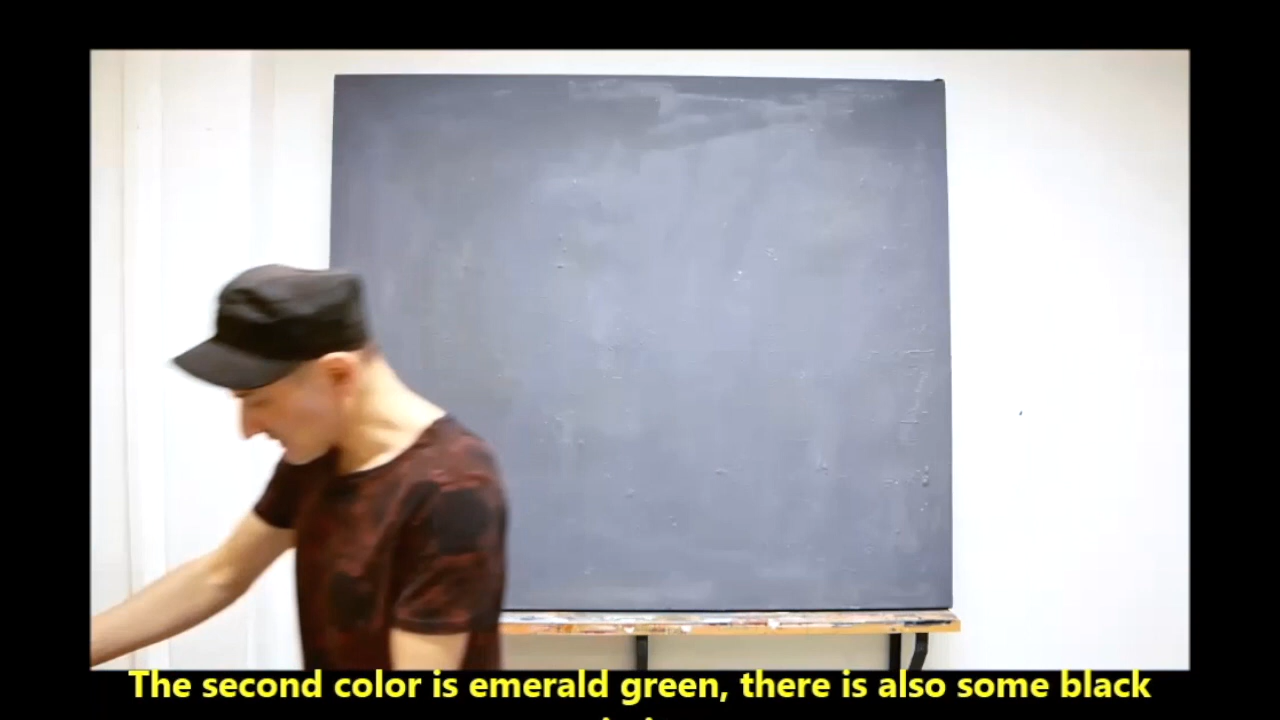 The second color is emerald green, there is also some black